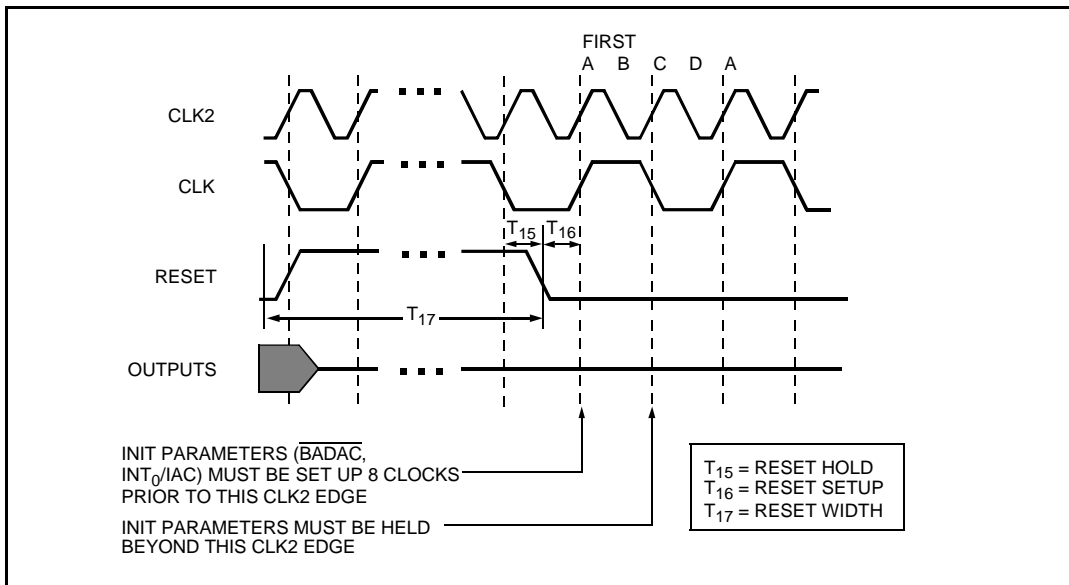 FIRST
A B C D A
CLK2
CLK
T15 T16
RESET
T17
OUTPUTS
INIT PARAMETERS (BADAC,
INT0/IAC) MUST BE SET UP 8 CLOCKS
PRIOR TO THIS CLK2 EDGE
INIT PARAMETERS MUST BE HELD
BEYOND THIS CLK2 EDGE
T15 = RESET HOLD
T16 = RESET SETUP
T17 = RESET WIDTH